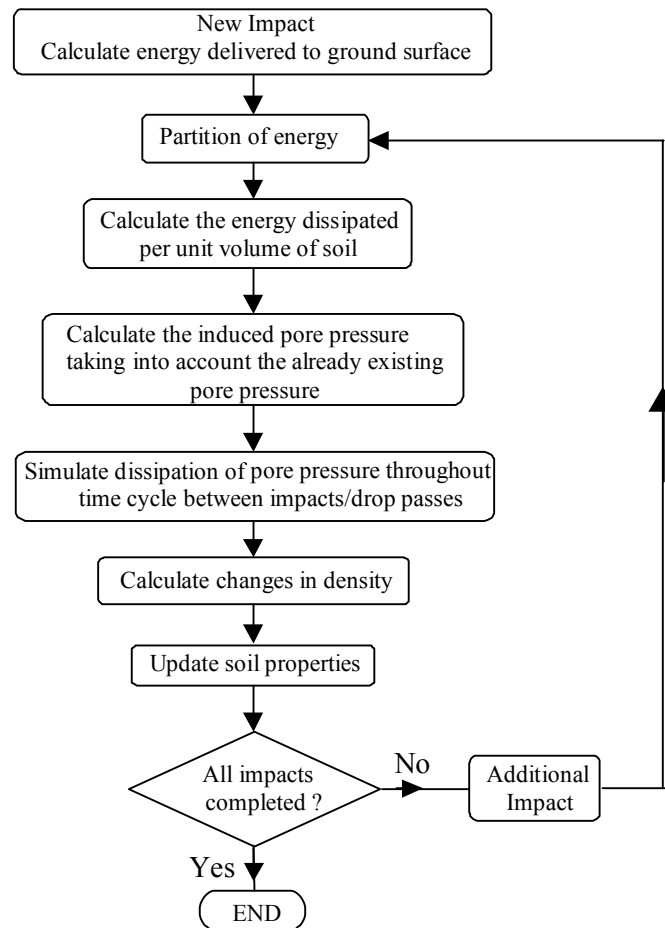 New Impact
Calculate energy delivered to ground surface
Partition of energy
Calculate the energy dissipated
per unit volume of soil
Calculate the induced pore pressure
taking into account the already existing
pore pressure
Simulate dissipation of pore pressure throughout
time cycle between impacts/drop passes
Calculate changes in density
Update soil properties
All impacts
completed ?
No
Additional
Impact
Yes
END